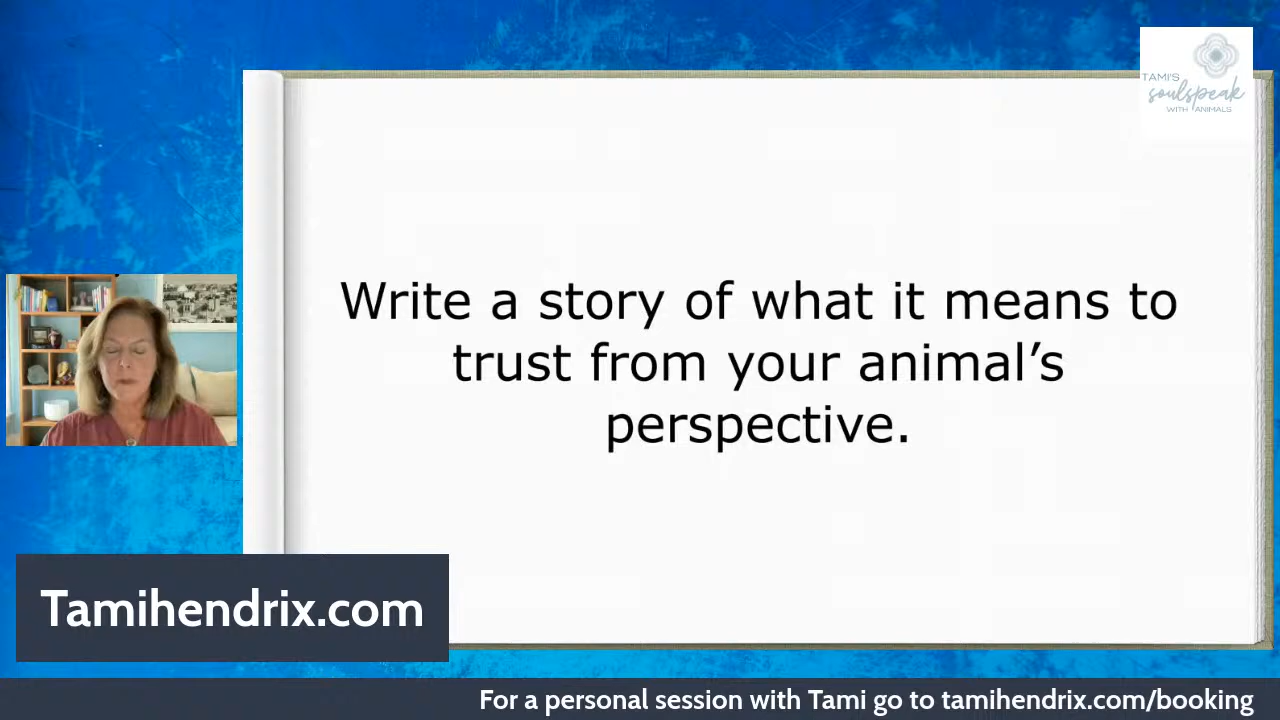 TAMI'S
soulspeak
WITH ANIMALS
Write a story of what it means to
trust from your animal’s
perspective.
Tamihendrix.com
For a personal session with Tami go to tamihendrix.com/booking